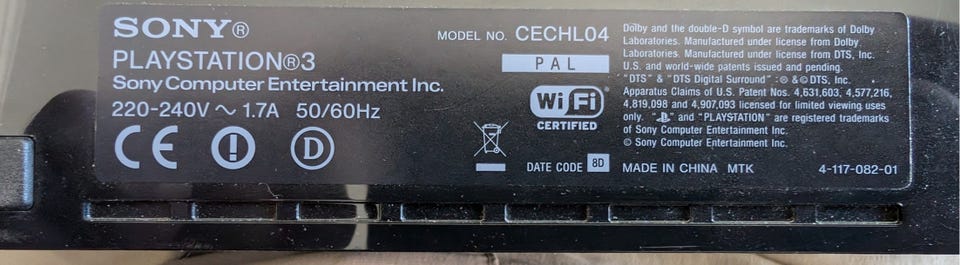 SONY®
PLAYSTATION®3
Sony Computer Entertainment Inc.
220-240V ~ 1.7A 50/60Hz
CE
D
MODEL NO. CECHL04
PAL
Wi Fi
CERTIFIED
DATE CODE 8D
Dolby and the double-D symbol are trademarks of Dolby
Laboratories. Manufactured under license from Dolby
Laboratories. Manufactured under license from DTS, Inc.
U.S. and world-wide patents issued and pending.
"DTS" & "DTS Digital Surround" : ® & © DTS, Inc.
Apparatus Claims of U.S. Patent Nos. 4,631,603, 4,577,216,
4,819,098 and 4,907,093 licensed for limited viewing uses
only. " " and "PLAYSTATION" are registered trademarks
of Sony Computer Entertainment Inc.
© Sony Computer Entertainment Inc.
MADE IN CHINA MTK 4-117-082-01